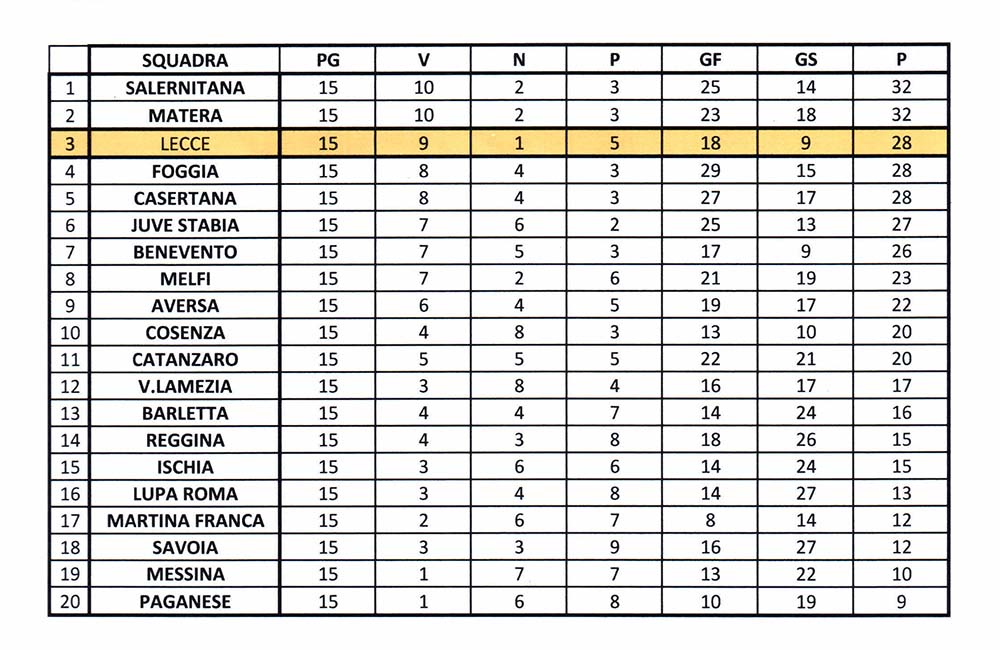 SQUADRA PG V N P GF GS P
1 SALERNITANA 15 10 2 3 25 14 32
2 MATERA 15 10 2 3 23 18 32
3 LECCE 15 9 1 5 18 9 28
4 FOGGIA 15 8 4 3 29 15 28
5 CASERTANA 15 8 4 3 27 17 28
6 JUVE STABIA 15 7 6 2 25 13 27
7 BENEVENTO 15 7 5 3 17 9 26
8 MELFI 15 7 2 6 21 19 23
9 AVERSA 15 6 4 5 19 17 22
10 COSENZA 15 4 8 3 13 10 20
11 CATANZARO 15 5 5 5 22 21 20
12 V.LAMEZIA 15 3 8 4 16 17 17
13 BARLETTA 15 4 4 7 14 24 16
14 REGGINA 15 4 3 8 18 26 15
15 ISCHIA 15 3 6 6 14 24 15
16 LUPA ROMA 15 3 4 8 14 27 13
17 MARTINA FRANCA 15 2 6 7 8 14 12
18 SAVOIA 15 3 3 9 16 27 12
19 MESSINA 15 1 7 7 13 22 10
20 PAGANESE 15 1 6 8 10 19 9